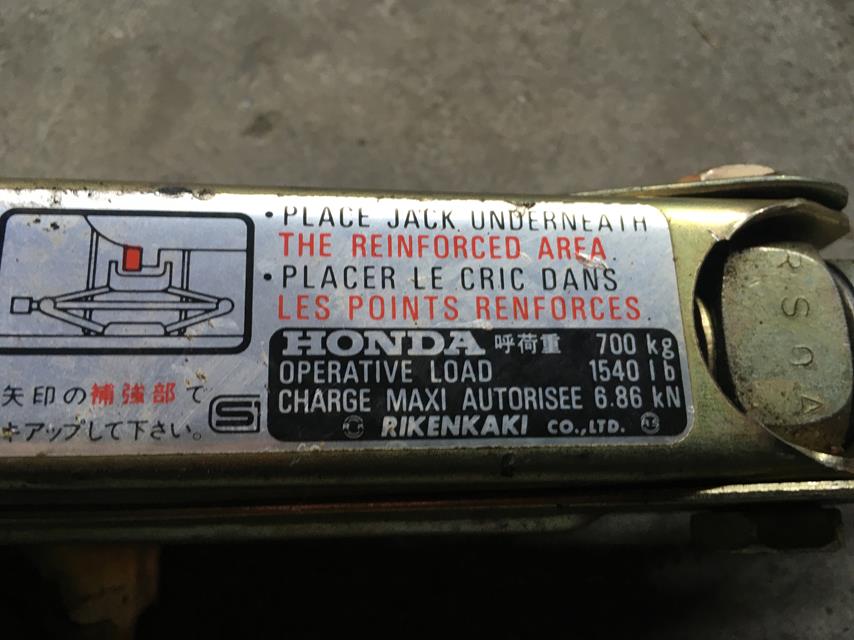 • PLACE JACK UNDERNEATH
THE REINFORCED AREA.
• PLACER LE CRIC DANS
LES POINTS RENFORCES.
HONDA 呼荷重 700 kg
OPERATIVE LOAD 1540 lb
CHARGE MAXI AUTORISEE 6.86 kN
RIKENKAKI CO.,LTD.
矢印の補強部で
キアップして下さい。
RSUA